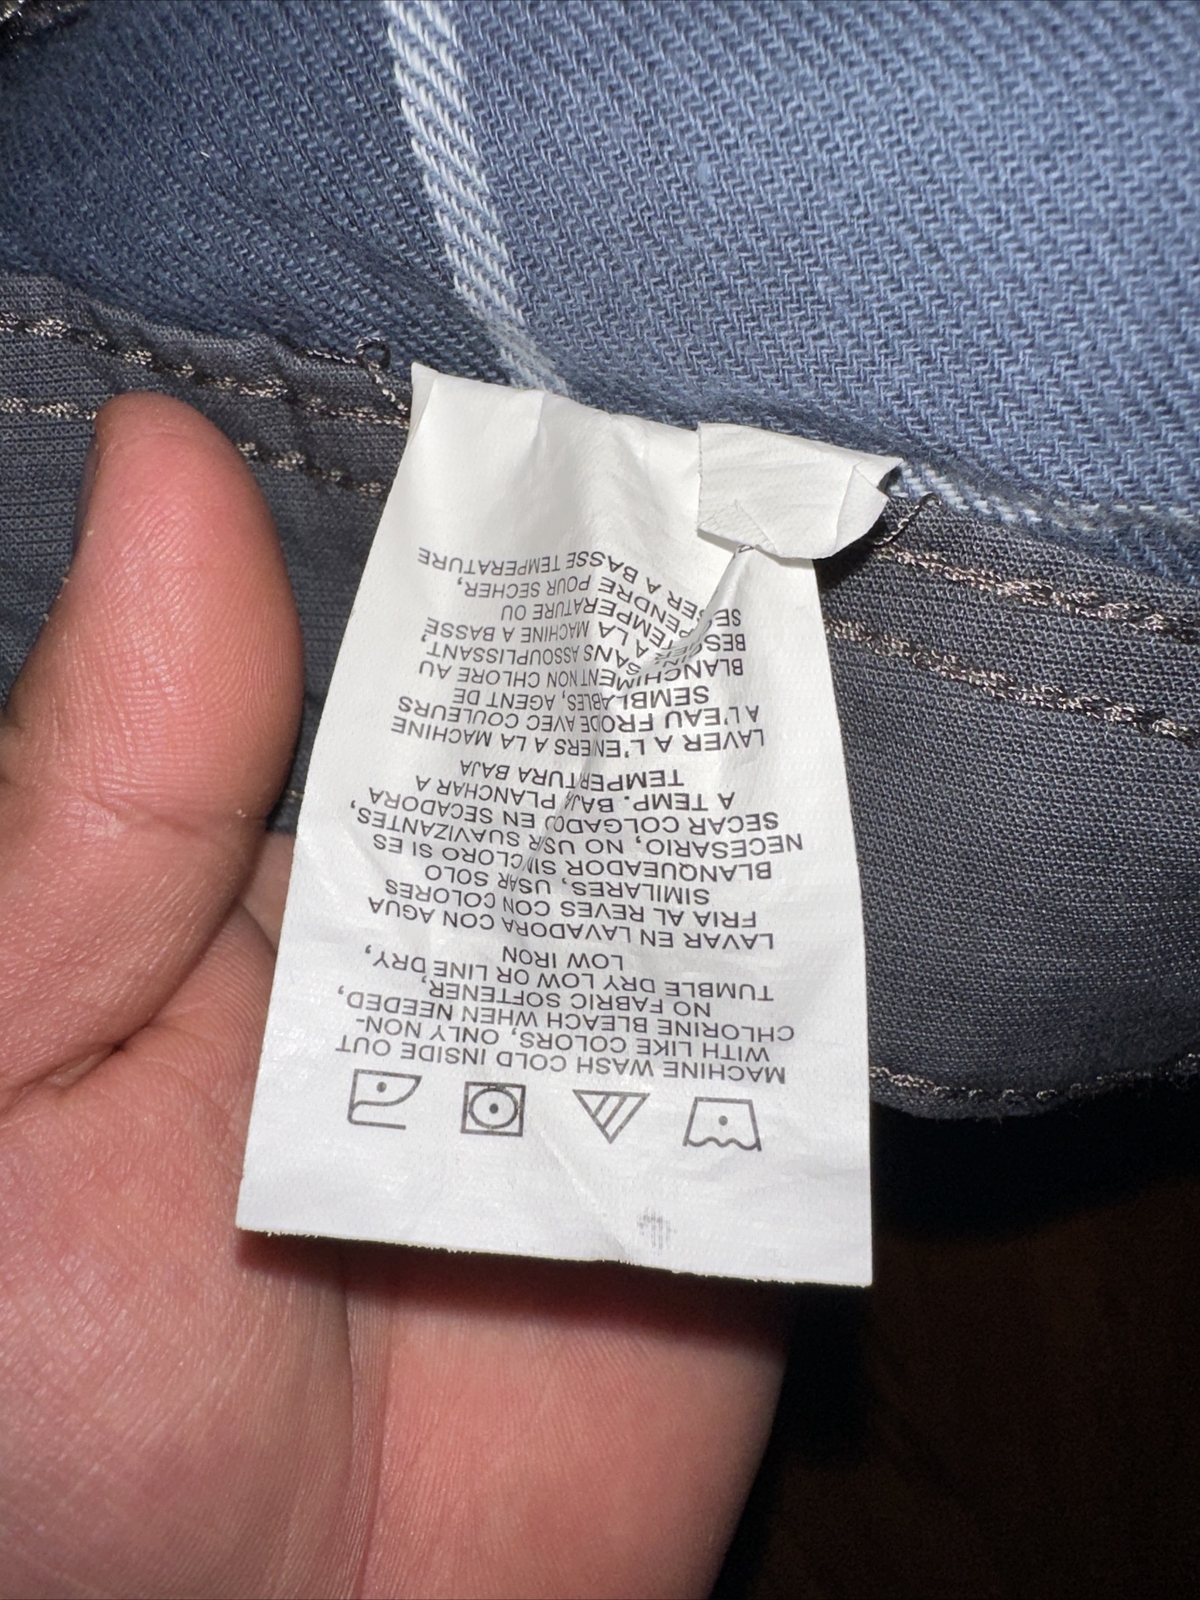 MACHINE WASH COLD INSIDE OUT
WITH LIKE COLORS, ONLY NON-
CHLORINE BLEACH WHEN NEEDED,
NO FABRIC SOFTENER,
TUMBLE DRY LOW OR LINE DRY,
LOW IRON
LAVAR EN LAVADORA CON AGUA
FRIA AL REVES CON COLORES
SIMILARES, USAR SOLO
BLANQUEADOR SIN CLORO SI ES
NECESARIO, NO USAR SUAVIZANTES,
SECAR COLGADO EN SECADORA
A TEMP. BAJA PLANCHAR A
TEMPERTURA BAJA
LAVER A L'ENVERS A LA MACHINE
A L'EAU FROIDE AVEC COULEURS
SEMBLABLES, AGENT DE
BLANCHIMENT NON CHLORE AU
SANS ASSOUPLISSANT,
A LA MACHINE A BASSE
TEMPERATURE OU
POUR SECHER,
A BASSE TEMPERATURE